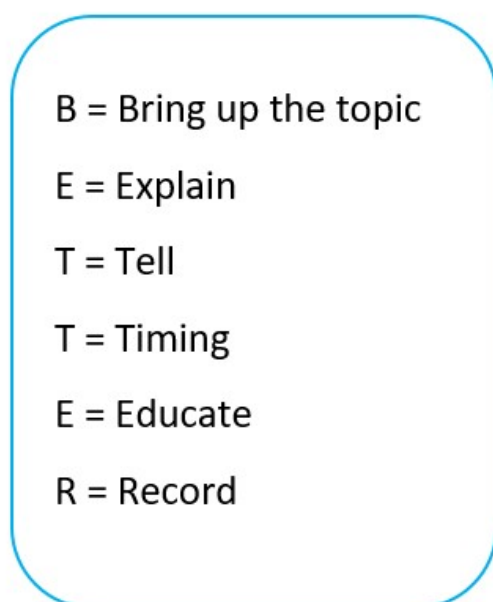 B = Bring up the topic
E = Explain
T = Tell
T = Timing
E = Educate
R = Record